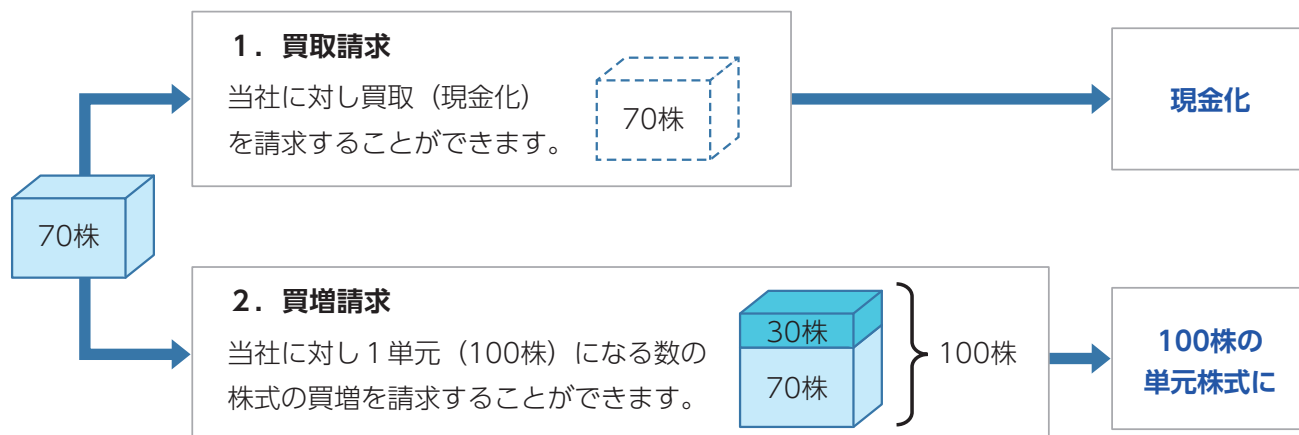 1．買取請求
当社に対し買取（現金化）
を請求することができます。
70株
現金化
70株
2．買増請求
当社に対し１単元（100株）になる数の
株式の買増を請求することができます。
30株
70株
100株
100株の
単元株式に